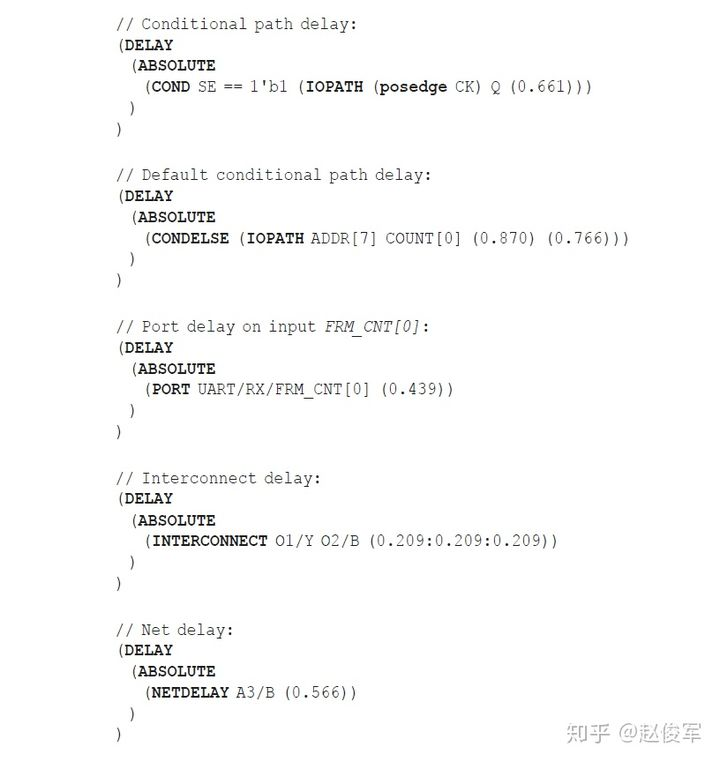 // Conditional path delay:
(DELAY
(ABSOLUTE
(COND SE == 1'b1 (IOPATH (posedge CK) Q (0.661)))
)
)
// Default conditional path delay:
(DELAY
(ABSOLUTE
(CONDELSE (IOPATH ADDR[7] COUNT[0] (0.870) (0.766)))
)
)
// Port delay on input FRM_CNT[0]:
(DELAY
(ABSOLUTE
(PORT UART/RX/FRM_CNT[0] (0.439))
)
)
// Interconnect delay:
(DELAY
(ABSOLUTE
(INTERCONNECT O1/Y O2/B (0.209:0.209:0.209))
)
)
// Net delay:
(DELAY
(ABSOLUTE
(NETDELAY A3/B (0.566))
)
)
知乎 @赵俊军